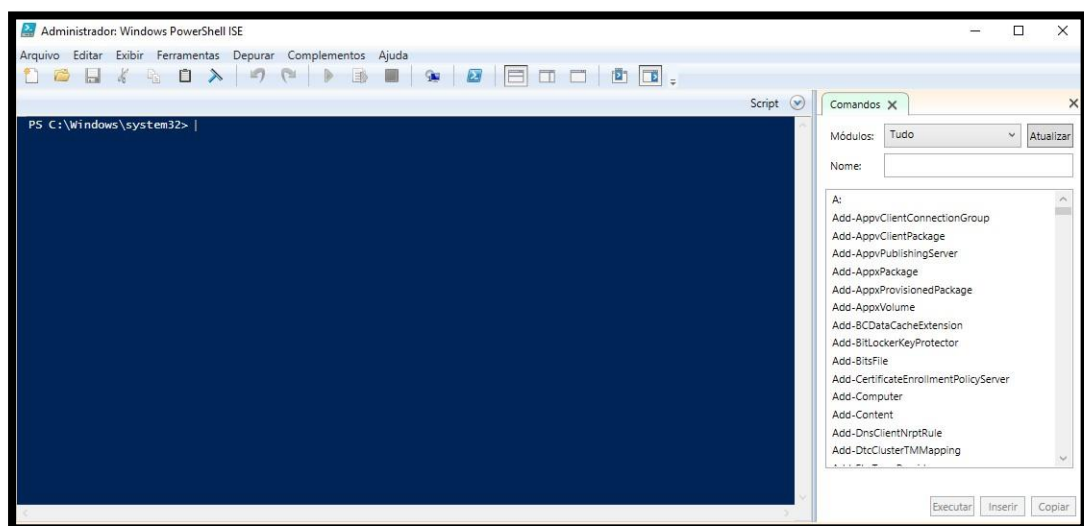 Administrador: Windows PowerShell ISE
Arquivo Editar Exibir Ferramentas Depurar Complementos Ajuda
Script
PS C:\Windows\system32>
Comandos
Módulos: Tudo Atualizar
Nome:
A:
Add-AppvClientConnectionGroup
Add-AppvClientPackage
Add-AppvPublishingServer
Add-AppxPackage
Add-AppxProvisionedPackage
Add-AppxVolume
Add-BCDataCacheExtension
Add-BitLockerKeyProtector
Add-BitsFile
Add-CertificateEnrollmentPolicyServer
Add-Computer
Add-Content
Add-DnsClientNrptRule
Add-DtcClusterTMMapping
Executar Inserir Copiar